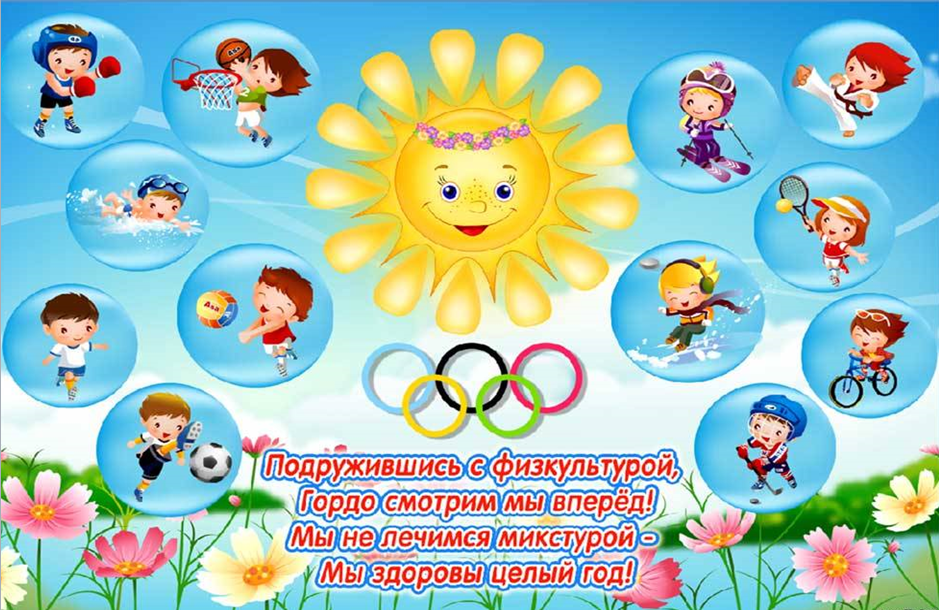 Подружившись с физкультурой,
Гордо смотрим мы вперёд!
Мы не лечимся микстурой -
Мы здоровы целый год!